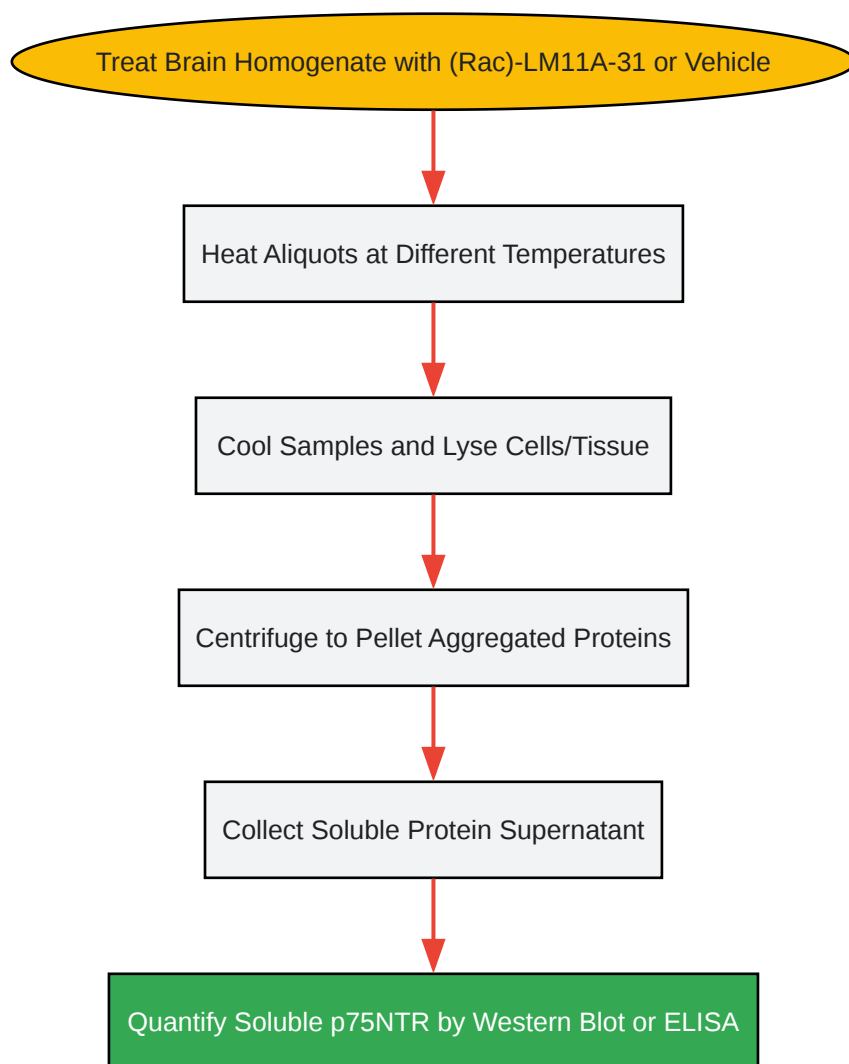 Treat Brain Homogenate with (Rac)-LM11A-31 or Vehicle
Heat Aliquots at Different Temperatures
Cool Samples and Lyse Cells/Tissue
Centrifuge to Pellet Aggregated Proteins
Collect Soluble Protein Supernatant
Quantify Soluble p75NTR by Western Blot or ELISA